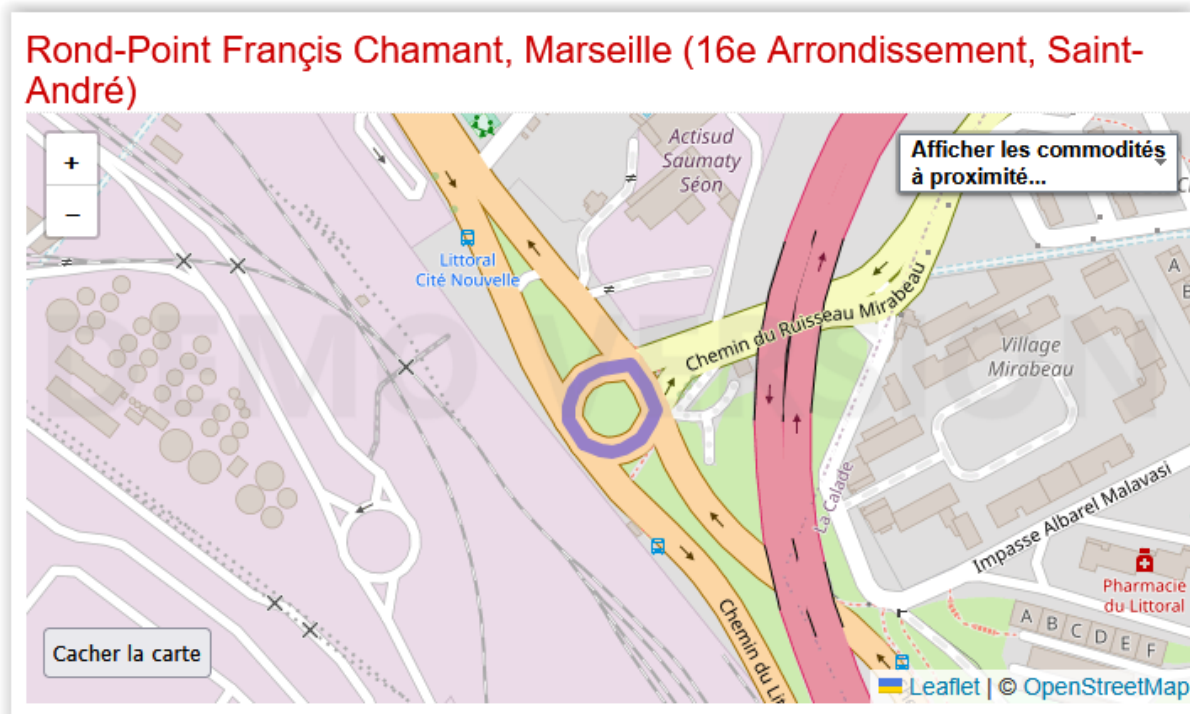 Rond-Point Françis Chamant, Marseille (16e Arrondissement, Saint-
André)
+
−
Afficher les commodités
à proximité...
Actisud
Saumaty
Séon
Littoral
Cité Nouvelle
Chemin du Ruisseau Mirabeau
A
Village
Mirabeau
DEMO VERSION
La Calade
Impasse Albarel Malavasi
Pharmacie
du Littoral
A B C D E F
Chemin du Lit
Cacher la carte
Leaflet | © OpenStreetMap